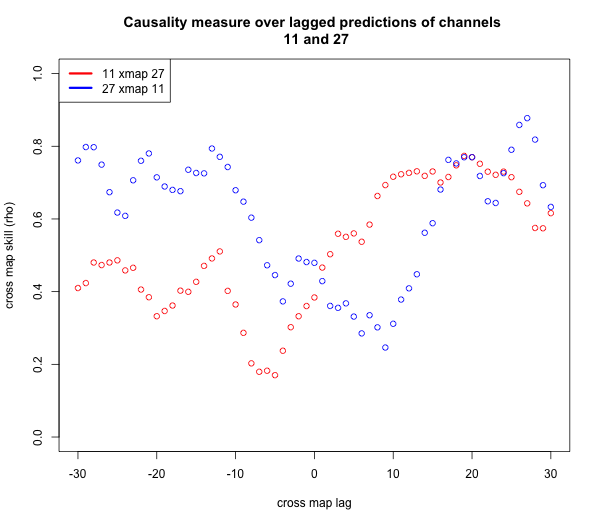 Causality measure over lagged predictions of channels
11 and 27
11 xmap 27
27 xmap 11
cross map skill (rho)
1.0
0.8
0.6
0.4
0.2
0.0
-30 -20 -10 0 10 20 30
cross map lag